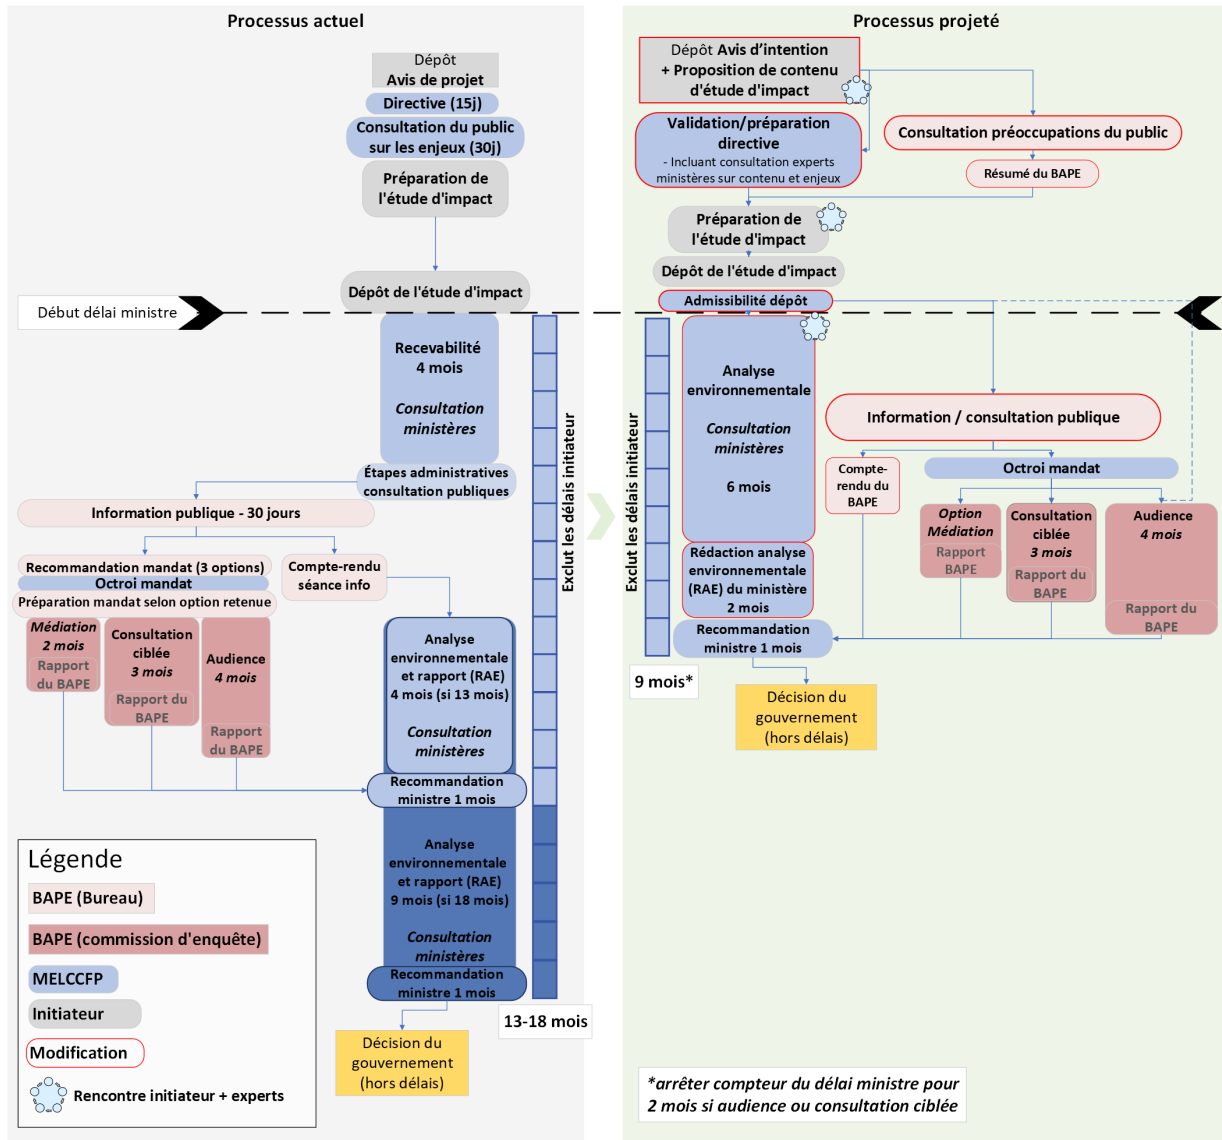 Processus actuel
Dépôt
Avis de projet
Directive (15j)
Consultation du public
sur les enjeux (30j)
Préparation de
l'étude d'impact
Dépôt de l'étude d'impact
Début délai ministre
Recevabilité
4 mois
Consultation
ministères
Étapes administratives
consultation publiques
Information publique - 30 jours
Recommandation mandat (3 options)
Octroi mandat
Préparation mandat selon option retenue
Compte-rendu
séance info
Médiation
2 mois
Rapport
du BAPE
Consultation
ciblée
3 mois
Rapport du
BAPE
Audience
4 mois
Rapport
du BAPE
Analyse
environnementale
et rapport (RAE)
4 mois (si 13 mois)
Consultation
ministères
Recommandation
ministre 1 mois
Analyse
environnementale
et rapport (RAE)
9 mois (si 18 mois)
Consultation
ministères
Recommandation
ministre 1 mois
Exclut les délais initiateur
13-18 mois
Décision du
gouvernement
(hors délais)
Légende
BAPE (Bureau)
BAPE (commission d'enquête)
MELCCFP
Initiateur
Modification
Rencontre initiateur + experts
Processus projeté
Dépôt Avis d’intention
+ Proposition de contenu
d'étude d'impact
Validation/préparation
directive
- Incluant consultation experts
ministères sur contenu et enjeux
Consultation préoccupations du public
Résumé du BAPE
Préparation de
l'étude d'impact
Dépôt de l'étude d'impact
Admissibilité dépôt
Exclut les délais initiateur
Analyse
environnementale
Consultation
ministères
6 mois
Rédaction analyse
environnementale
(RAE) du ministère
2 mois
Recommandation
ministre 1 mois
Information / consultation publique
Compte-
rendu du
BAPE
Octroi mandat
Option
Médiation
Rapport
BAPE
Consultation
ciblée
3 mois
Rapport du
BAPE
Audience
4 mois
Rapport du
BAPE
9 mois*
Décision du
gouvernement
(hors délais)
*arrêter compteur du délai ministre pour
2 mois si audience ou consultation ciblée